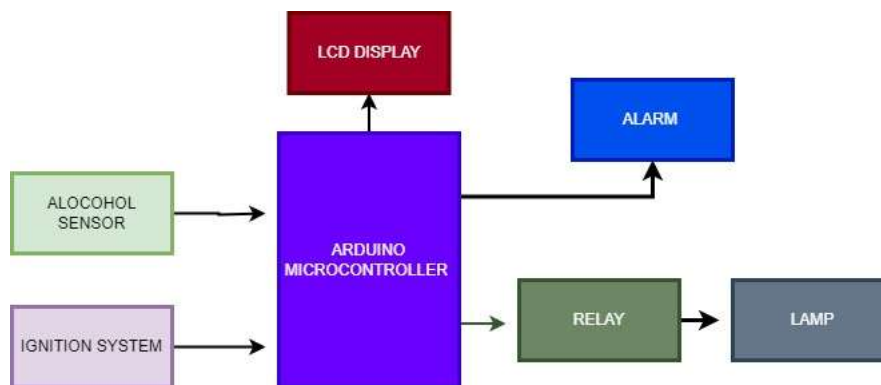 LCD DISPLAY
ALARM
ALOCOHOL
SENSOR
ARDUINO
MICROCONTROLLER
IGNITION SYSTEM
RELAY
LAMP